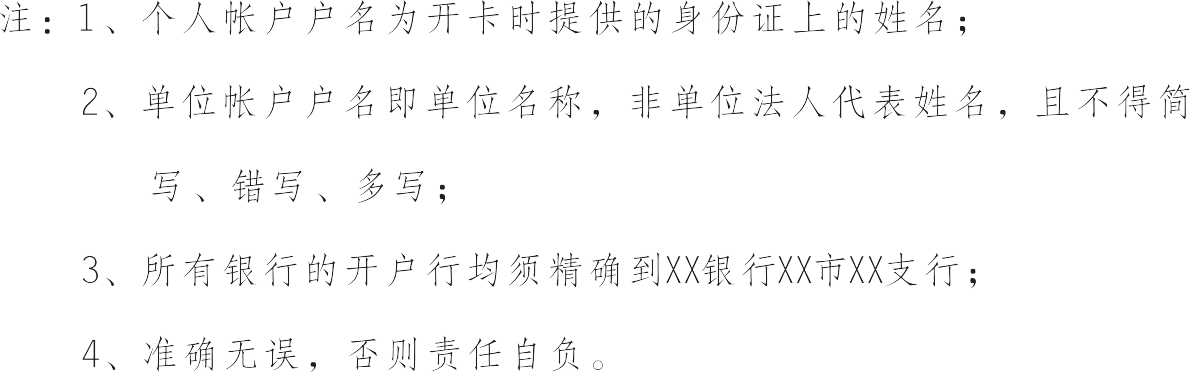 注：1、个人帐户户名为开卡时提供的身份证上的姓名；
2、单位帐户户名即单位名称，非单位法人代表姓名，且不得简
写、错写、多写；
3、所有银行的开户行均须精确到XX银行XX市XX支行；
4、准确无误，否则责任自负。